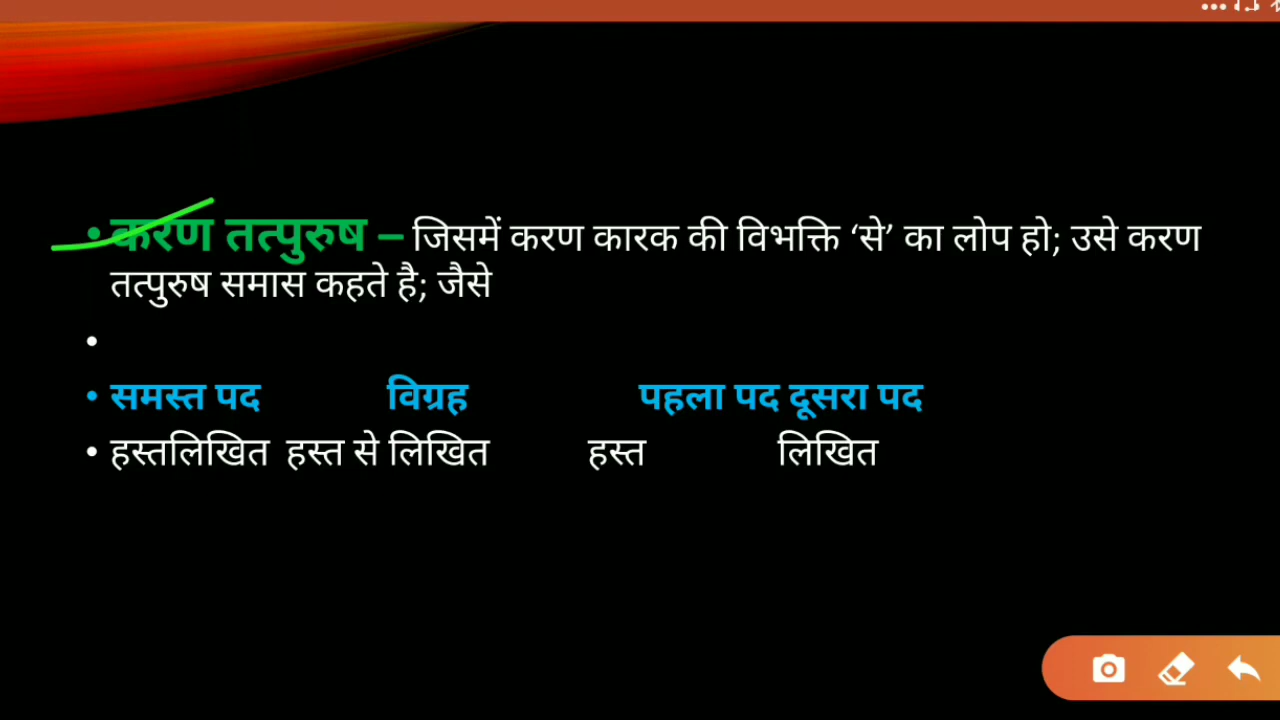 • करण तत्पुरुष – जिसमें करण कारक की विभक्ति ‘से’ का लोप हो; उसे करण
तत्पुरुष समास कहते है; जैसे
•
• समस्त पद विग्रह पहला पद दूसरा पद
• हस्तलिखित हस्त से लिखित हस्त लिखित